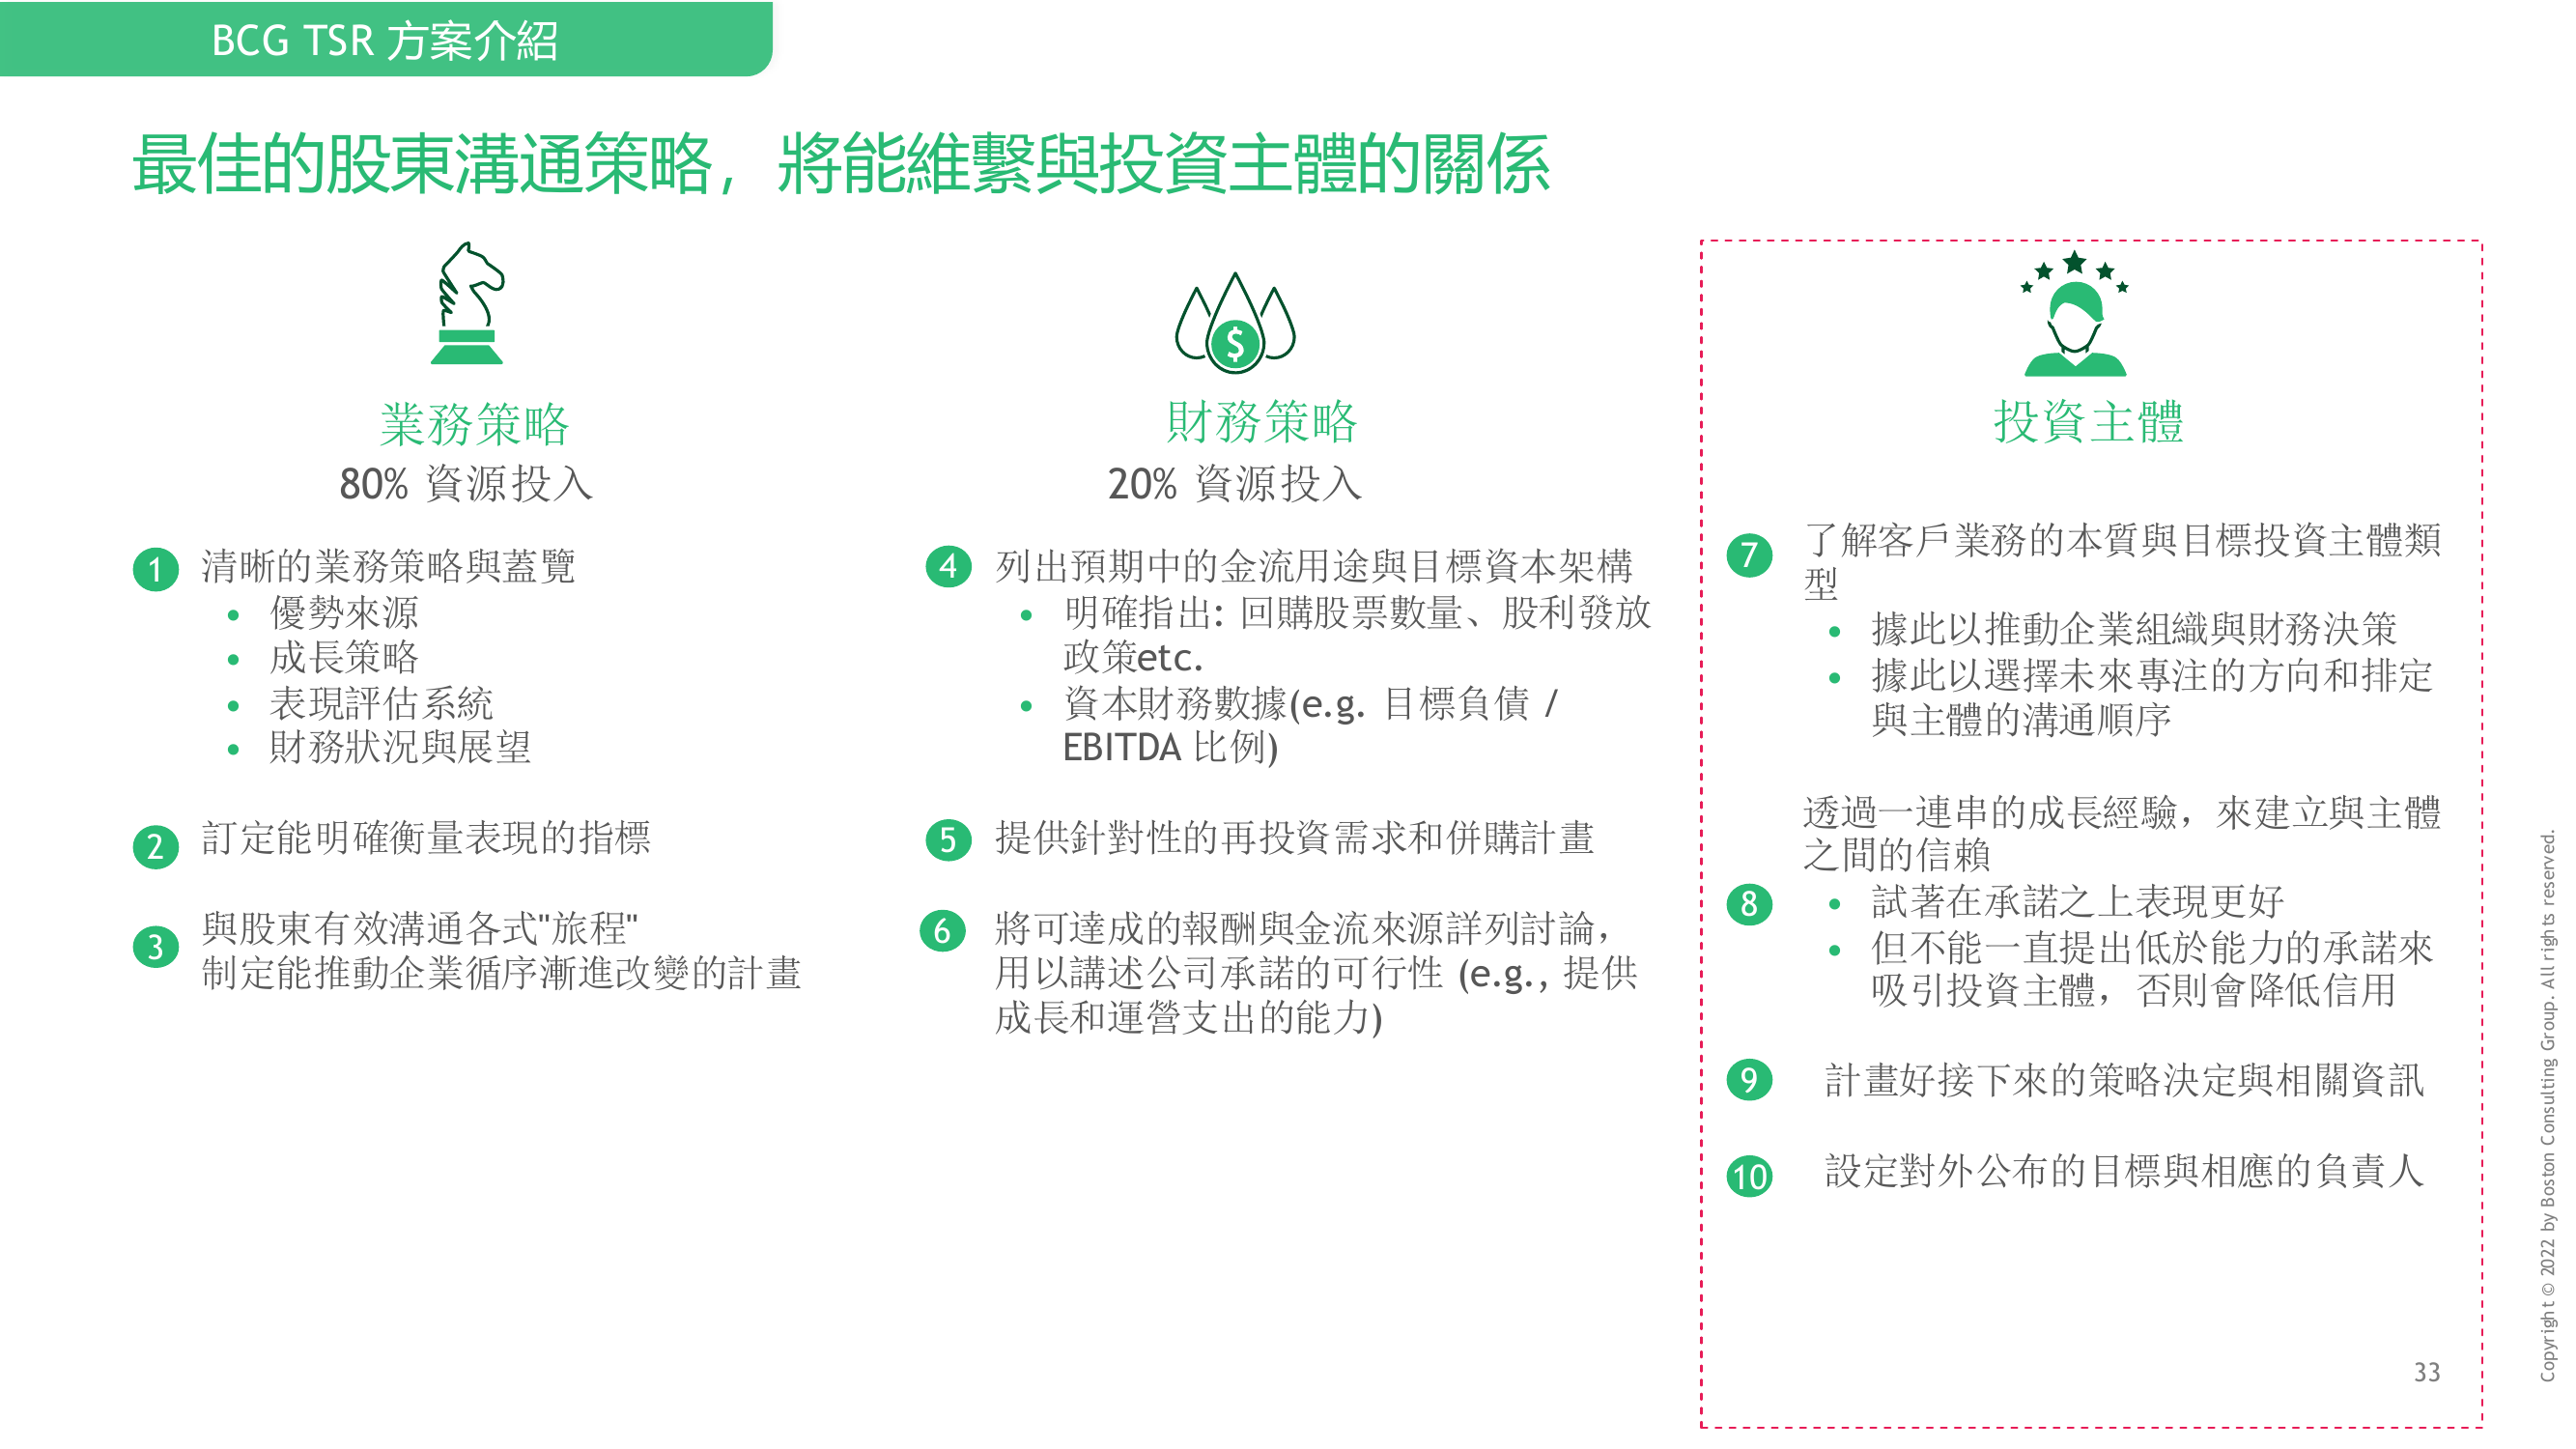 BCG TSR 方案介紹
最佳的股東溝通策略，將能維繫與投資主體的關係
業務策略
80% 資源投入
1 清晰的業務策略與蓋覽
• 優勢來源
• 成長策略
• 表現評估系統
• 財務狀況與展望
2 訂定能明確衡量表現的指標
3 與股東有效溝通各式"旅程"
制定能推動企業循序漸進改變的計畫
$
財務策略
20% 資源投入
4 列出預期中的金流用途與目標資本架構
• 明確指出: 回購股票數量、股利發放
政策etc.
• 資本財務數據(e.g. 目標負債 /
EBITDA 比例)
5 提供針對性的再投資需求和併購計畫
6 將可達成的報酬與金流來源詳列討論，
用以講述公司承諾的可行性 (e.g., 提供
成長和運營支出的能力)
投資主體
7 了解客戶業務的本質與目標投資主體類
型
• 據此以推動企業組織與財務決策
• 據此以選擇未來專注的方向和排定
與主體的溝通順序
透過一連串的成長經驗，來建立與主體
之間的信賴
8 • 試著在承諾之上表現更好
• 但不能一直提出低於能力的承諾來
吸引投資主體，否則會降低信用
9 計畫好接下來的策略決定與相關資訊
10 設定對外公布的目標與相應的負責人
33
Copyright © 2022 by Boston Consulting Group. All rights reserved.